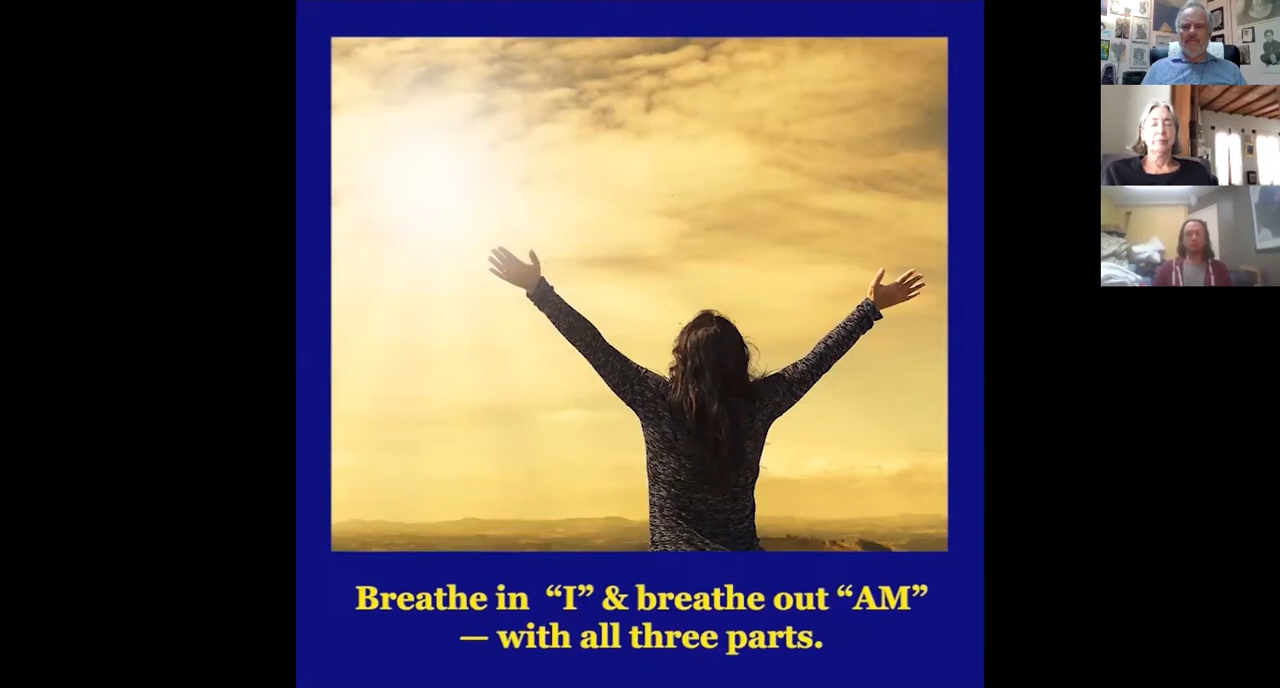 Breathe in “I” & breathe out “AM”
— with all three parts.